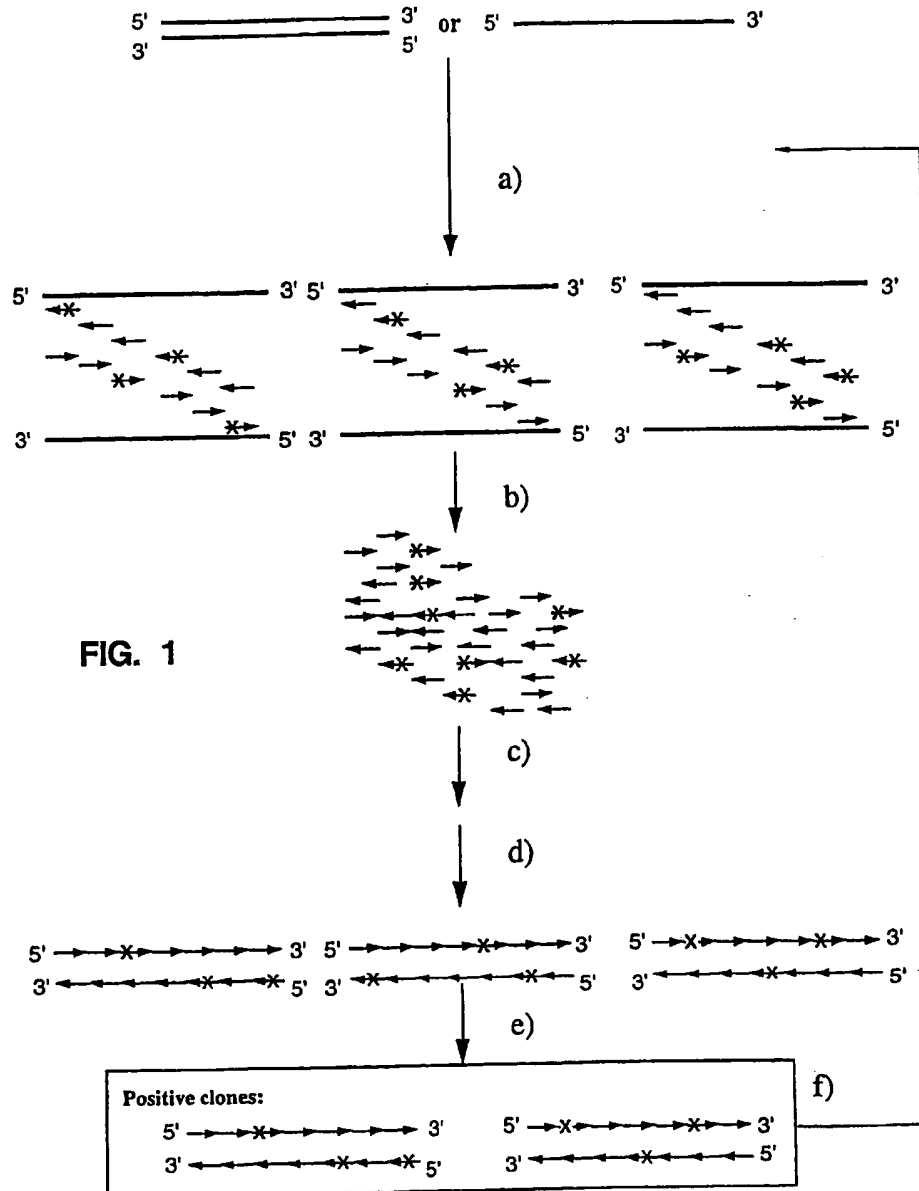 5' 3' or 5' 3'
3' 5'
a)
5' 3' 5' 3' 5' 3'
3' 5' 3' 5' 3' 5'
b)
FIG. 1
c)
d)
5' 3' 5' 3' 5' 3'
3' 5' 3' 5' 3' 5'
e)
f)
Positive clones:
5' 3' 5' 3'
3' 5' 3' 5'